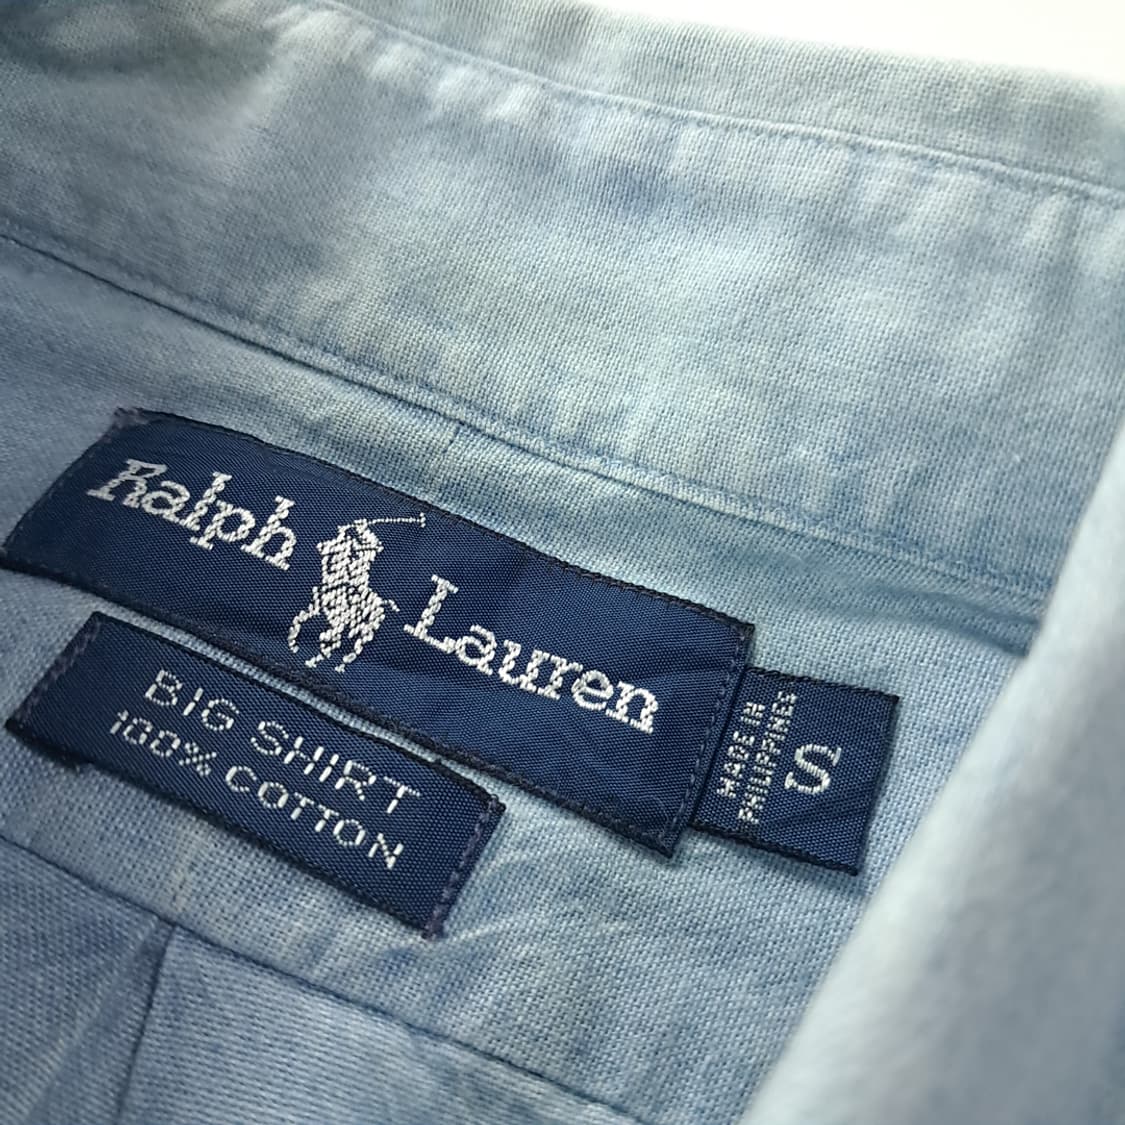 Ralph Lauren
BIG SHIRT
100% COTTON
MADE IN
PHILIPPINES
S